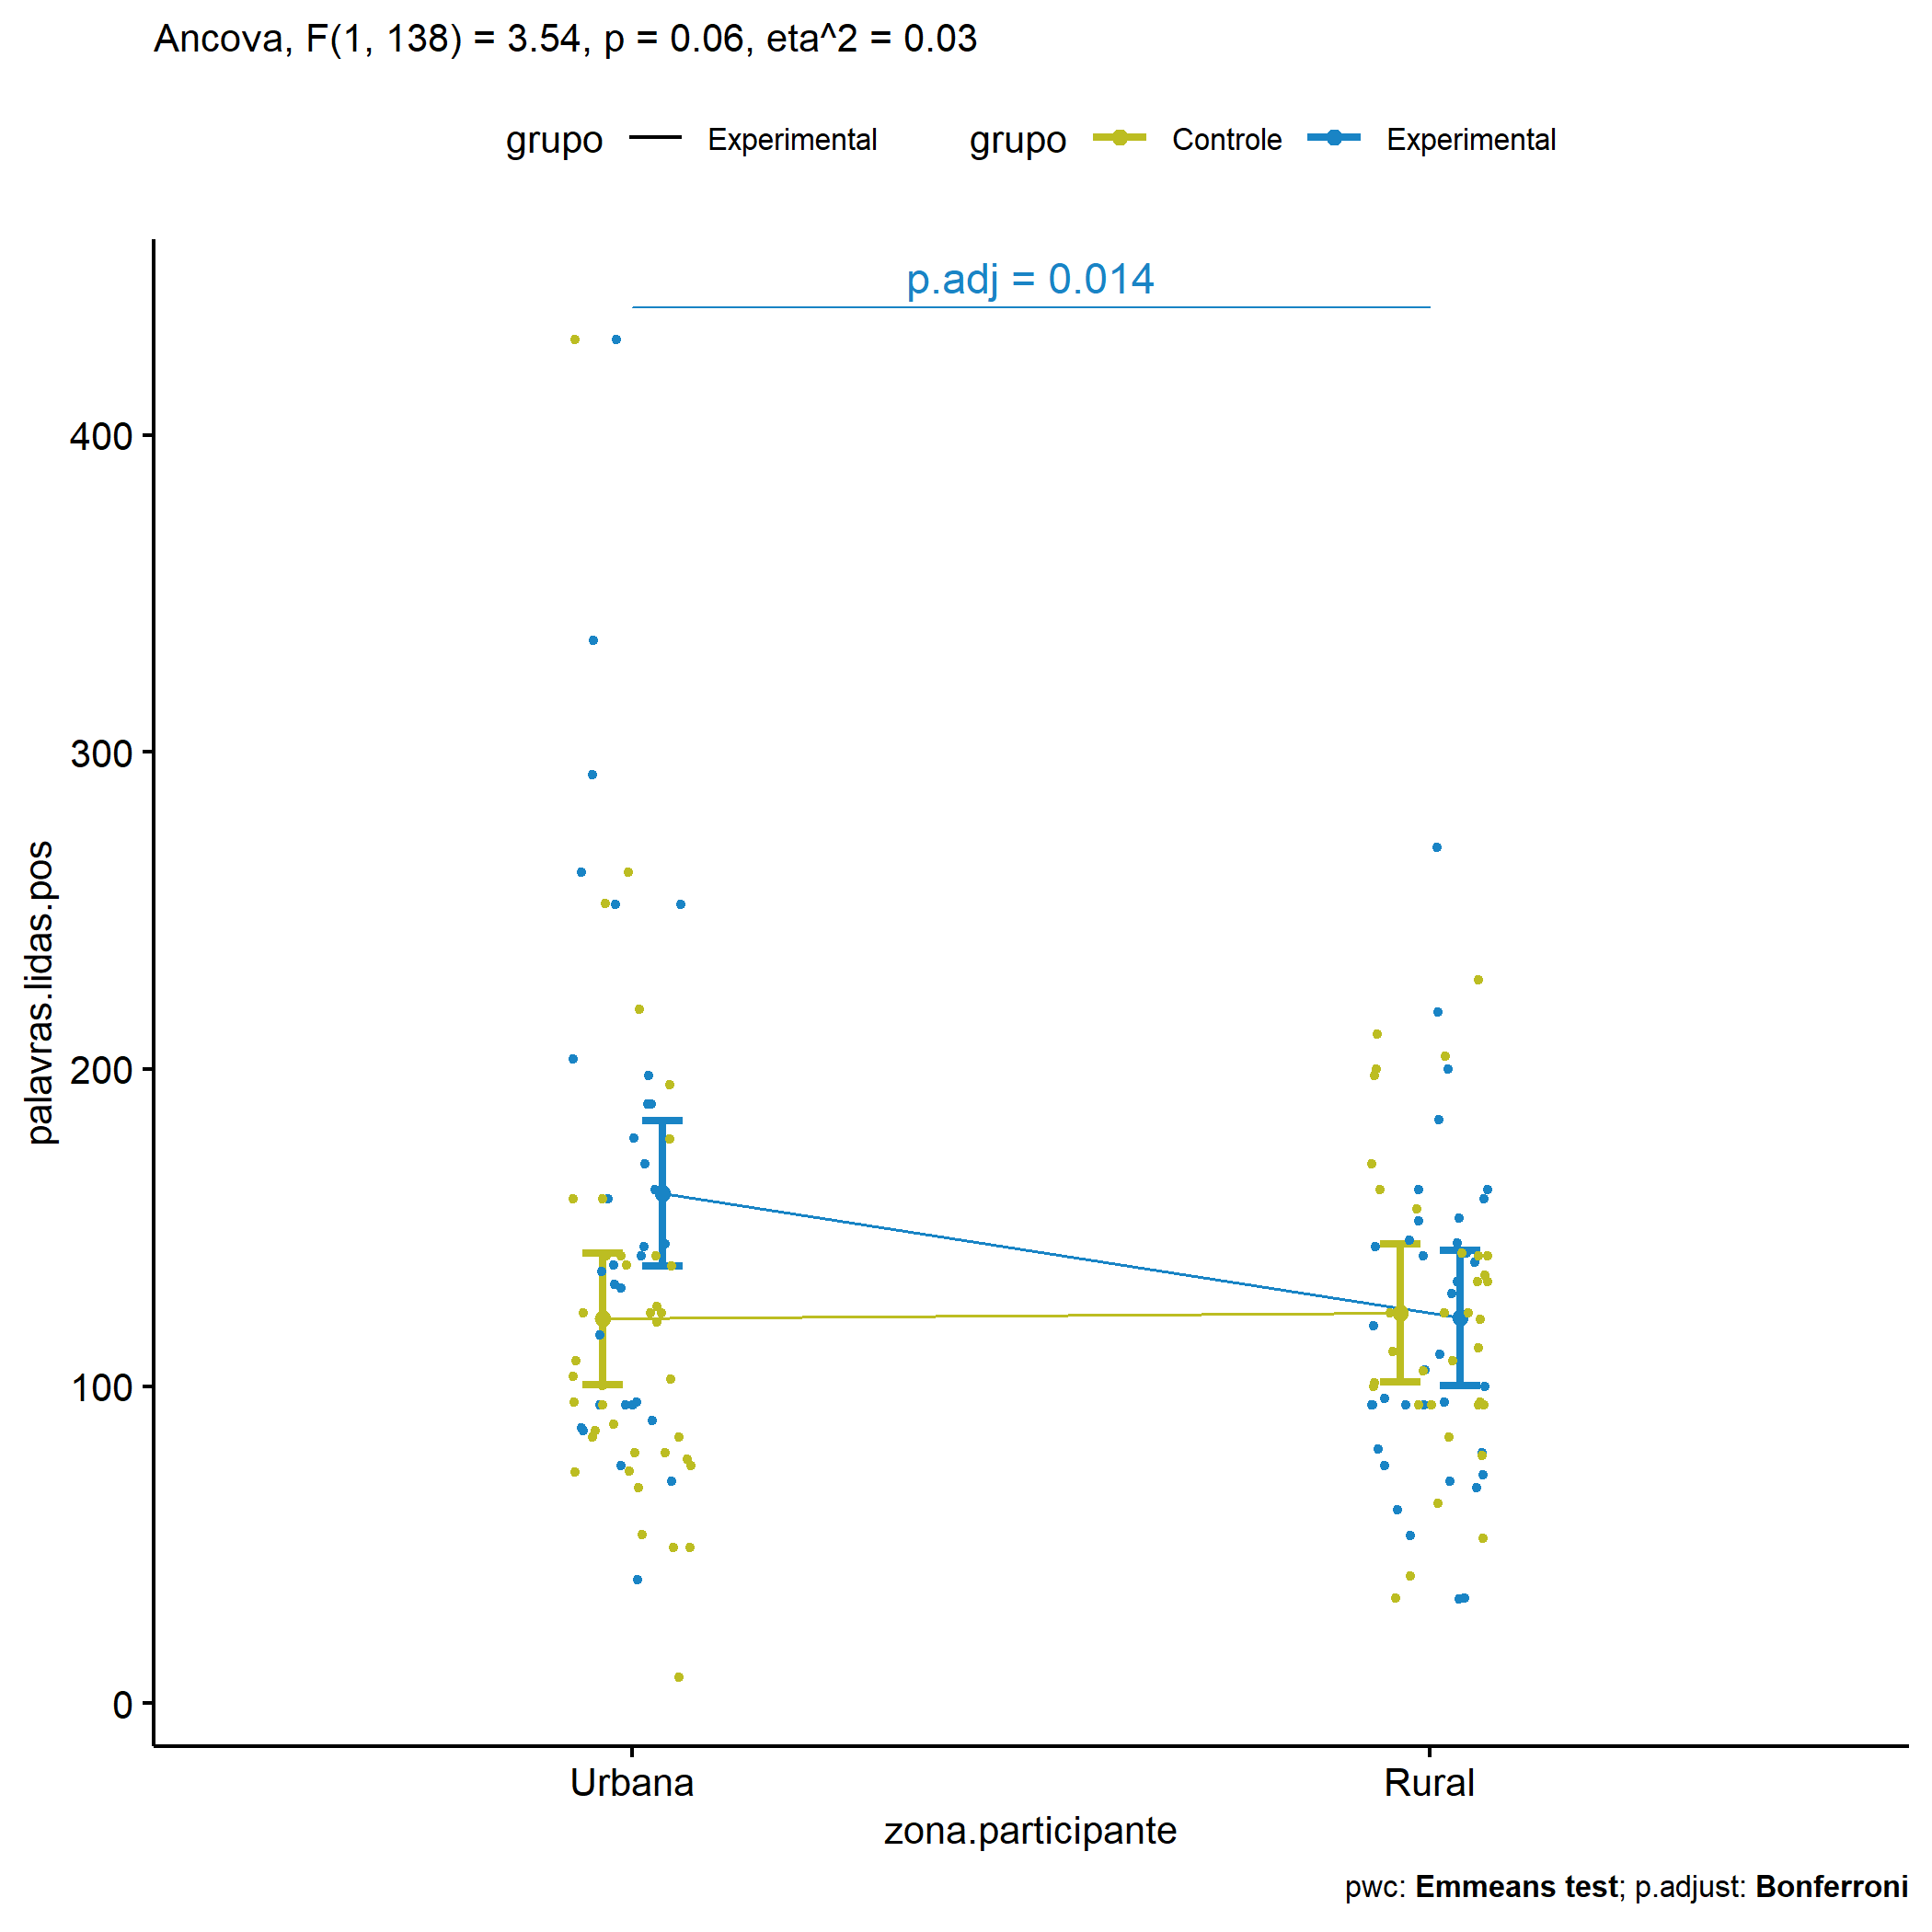 Ancova, F(1, 138) = 3.54, p = 0.06, eta^2 = 0.03
grupo Experimental grupo Controle Experimental
p.adj = 0.014
400
300
200
100
0
palavras.lidas.pos
Urbana Rural
zona.participante
pwc: Emmeans test; p.adjust: Bonferroni